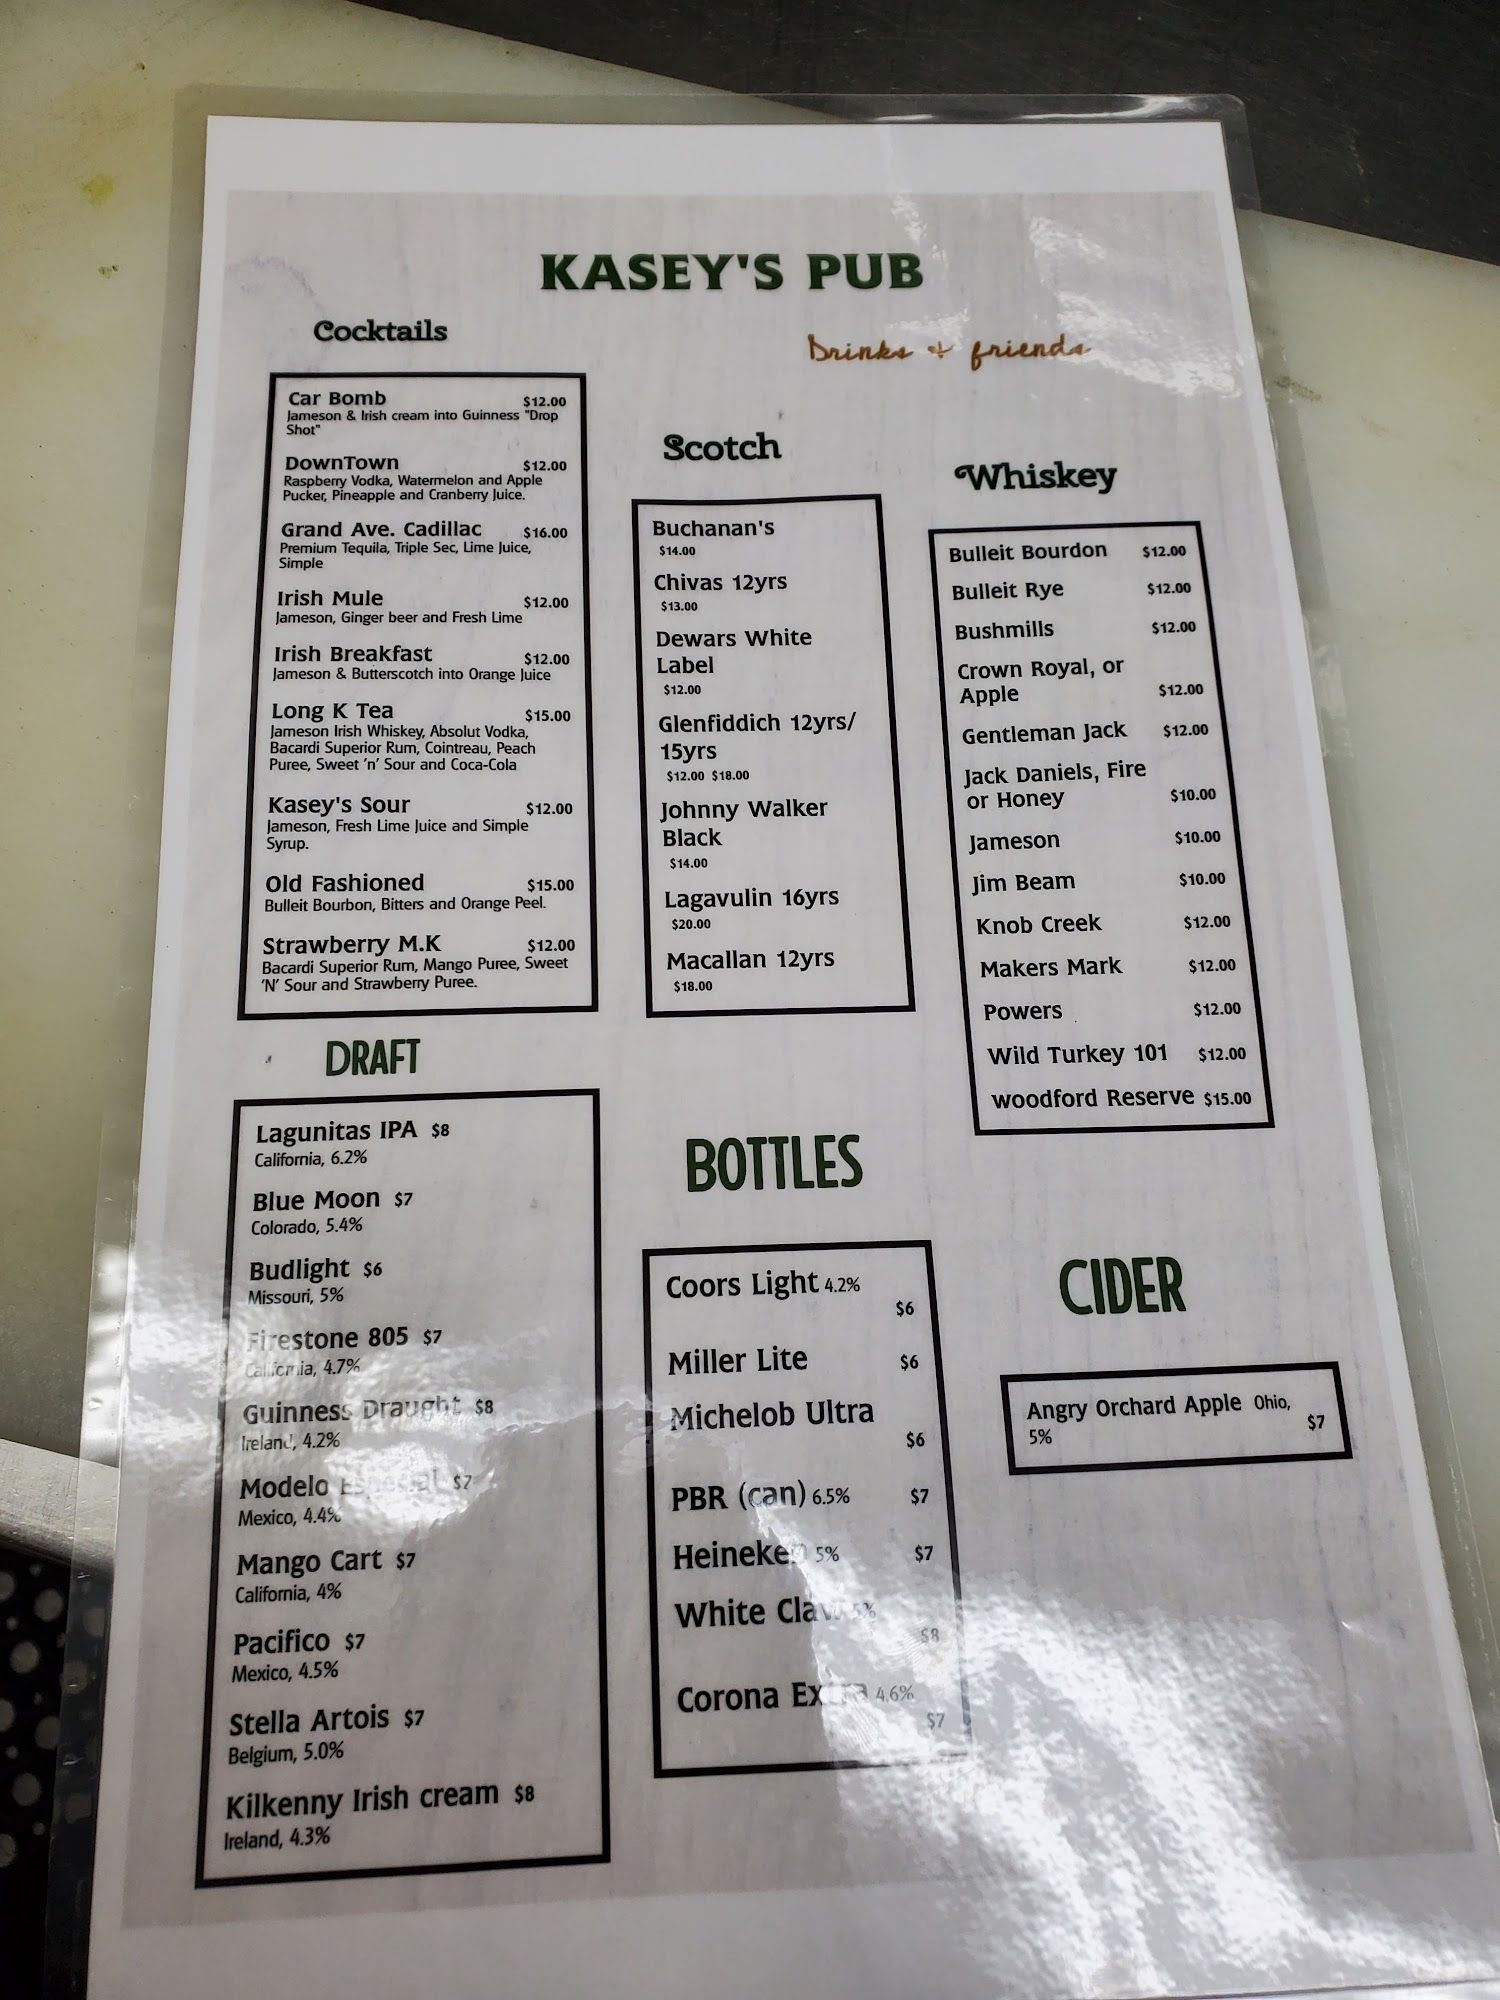 KASEY'S PUB
Drinks & friends
Cocktails
Car Bomb $12.00
Jameson & Irish cream into Guinness "Drop
Shot"
DownTown $12.00
Raspberry Vodka, Watermelon and Apple
Pucker, Pineapple and Cranberry Juice.
Grand Ave. Cadillac $16.00
Premium Tequila, Triple Sec, Lime Juice,
Simple
Irish Mule $12.00
Jameson, Ginger beer and Fresh Lime
Irish Breakfast $12.00
Jameson & Butterscotch into Orange Juice
Long K Tea $15.00
Jameson Irish Whiskey, Absolut Vodka,
Bacardi Superior Rum, Cointreau, Peach
Puree, Sweet 'n' Sour and Coca-Cola
Kasey's Sour $12.00
Jameson, Fresh Lime Juice and Simple
Syrup.
Old Fashioned $15.00
Bulleit Bourbon, Bitters and Orange Peel.
Strawberry M.K $12.00
Bacardi Superior Rum, Mango Puree, Sweet
'N' Sour and Strawberry Puree.
Scotch
Buchanan's
$14.00
Chivas 12yrs
$13.00
Dewars White
Label
$12.00
Glenfiddich 12yrs/
15yrs
$12.00 $18.00
Johnny Walker
Black
$14.00
Lagavulin 16yrs
$20.00
Macallan 12yrs
$18.00
Whiskey
Bulleit Bourdon $12.00
Bulleit Rye $12.00
Bushmills $12.00
Crown Royal, or
Apple $12.00
Gentleman Jack $12.00
Jack Daniels, Fire
or Honey $10.00
Jameson $10.00
Jim Beam $10.00
Knob Creek $12.00
Makers Mark $12.00
Powers $12.00
Wild Turkey 101 $12.00
woodford Reserve $15.00
DRAFT
Lagunitas IPA $8
California, 6.2%
Blue Moon $7
Colorado, 5.4%
Budlight $6
Missouri, 5%
Firestone 805 $7
California, 4.7%
Guinness Draught $8
Ireland, 4.2%
Modelo Especial $7
Mexico, 4.4%
Mango Cart $7
California, 4%
Pacifico $7
Mexico, 4.5%
Stella Artois $7
Belgium, 5.0%
Kilkenny Irish cream $8
Ireland, 4.3%
BOTTLES
Coors Light 4.2%
$6
Miller Lite $6
Michelob Ultra
$6
PBR (can) 6.5% $7
Heineken 5% $7
White Claw 5%
$8
Corona Extra 4.6%
$7
CIDER
Angry Orchard Apple Ohio,
5% $7